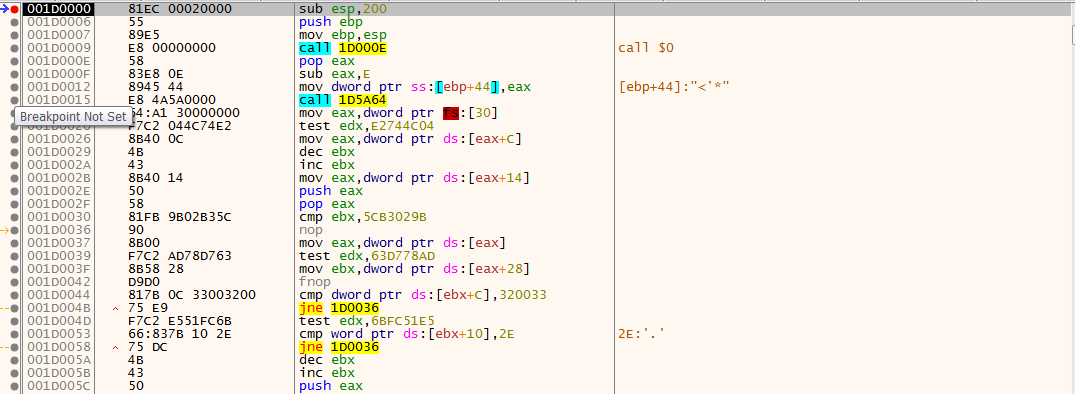 001D0000 81EC 00020000 sub esp,200
001D0006 55 push ebp
001D0007 89E5 mov ebp,esp
001D0009 E8 00000000 call 1D000E call $0
001D000E 58 pop eax
001D000F 83E8 0E sub eax,E
001D0012 8945 44 mov dword ptr ss:[ebp+44],eax [ebp+44]:"<'*"
001D0015 E8 4A5A0000 call 1D5A64
Breakpoint Not Set 64:A1 30000000 mov eax,dword ptr fs:[30]
F7C2 044C74E2 test edx,E2744C04
001D0026 8B40 0C mov eax,dword ptr ds:[eax+C]
001D0029 4B dec ebx
001D002A 43 inc ebx
001D002B 8B40 14 mov eax,dword ptr ds:[eax+14]
001D002E 50 push eax
001D002F 58 pop eax
001D0030 81FB 9B02B35C cmp ebx,5CB3029B
001D0036 90 nop
001D0037 8B00 mov eax,dword ptr ds:[eax]
001D0039 F7C2 AD78D763 test edx,63D778AD
001D003F 8B58 28 mov ebx,dword ptr ds:[eax+28]
001D0042 D9D0 fnop
001D0044 817B 0C 33003200 cmp dword ptr ds:[ebx+C],320033
001D004B 75 E9 jne 1D0036
001D004D F7C2 E551FC6B test edx,6BFC51E5
001D0053 66:837B 10 2E cmp word ptr ds:[ebx+10],2E 2E:'.'
001D0058 75 DC jne 1D0036
001D005A 4B dec ebx
001D005B 43 inc ebx
001D005C 50 push eax